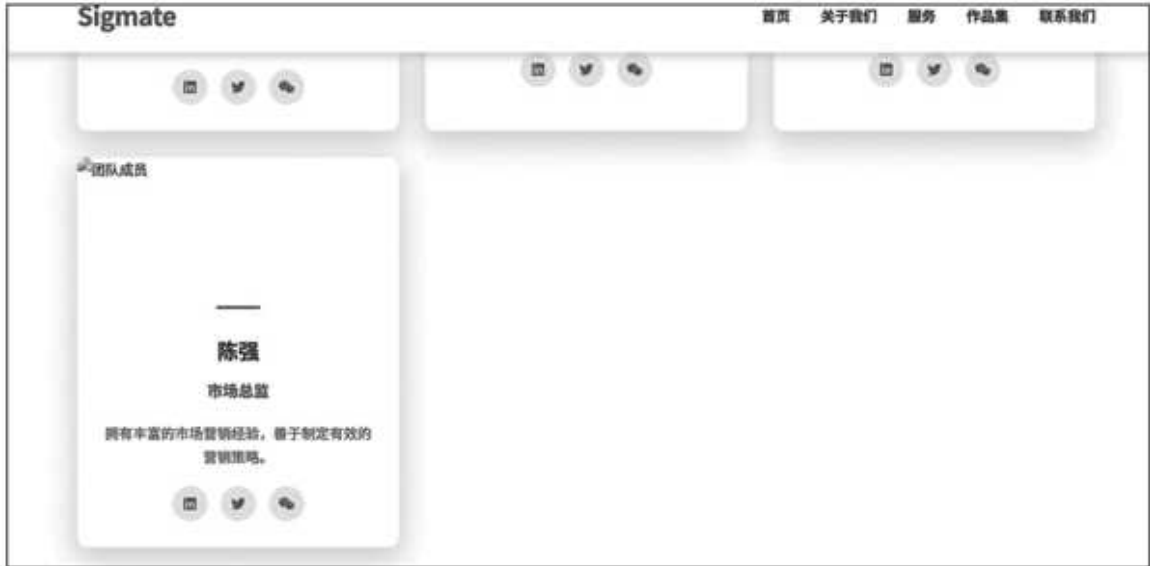 Sigmate
首页 关于我们 服务 作品集 联系我们
团队成员
陈强
市场总监
拥有丰富的市场营销经验，善于制定有效的
营销策略。